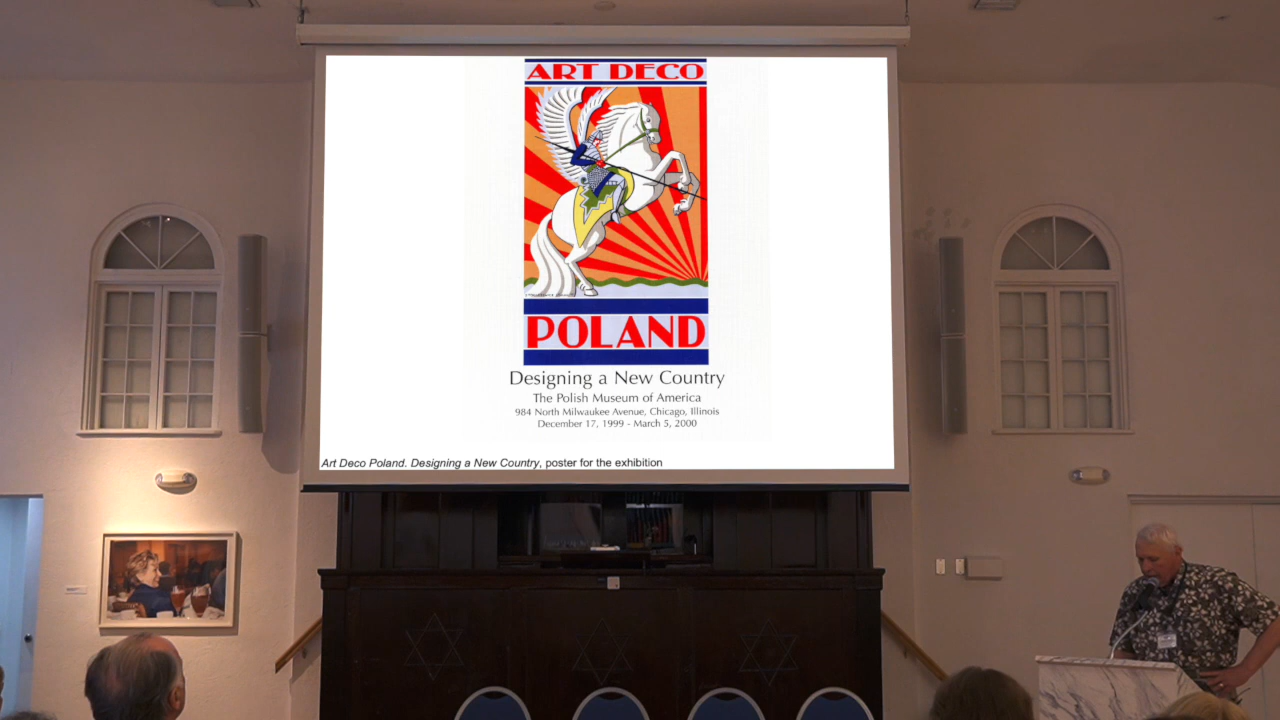 ART DECO
POLAND
Designing a New Country
The Polish Museum of America
984 North Milwaukee Avenue, Chicago, Illinois
December 17, 1999 - March 5, 2000
Art Deco Poland. Designing a New Country, poster for the exhibition